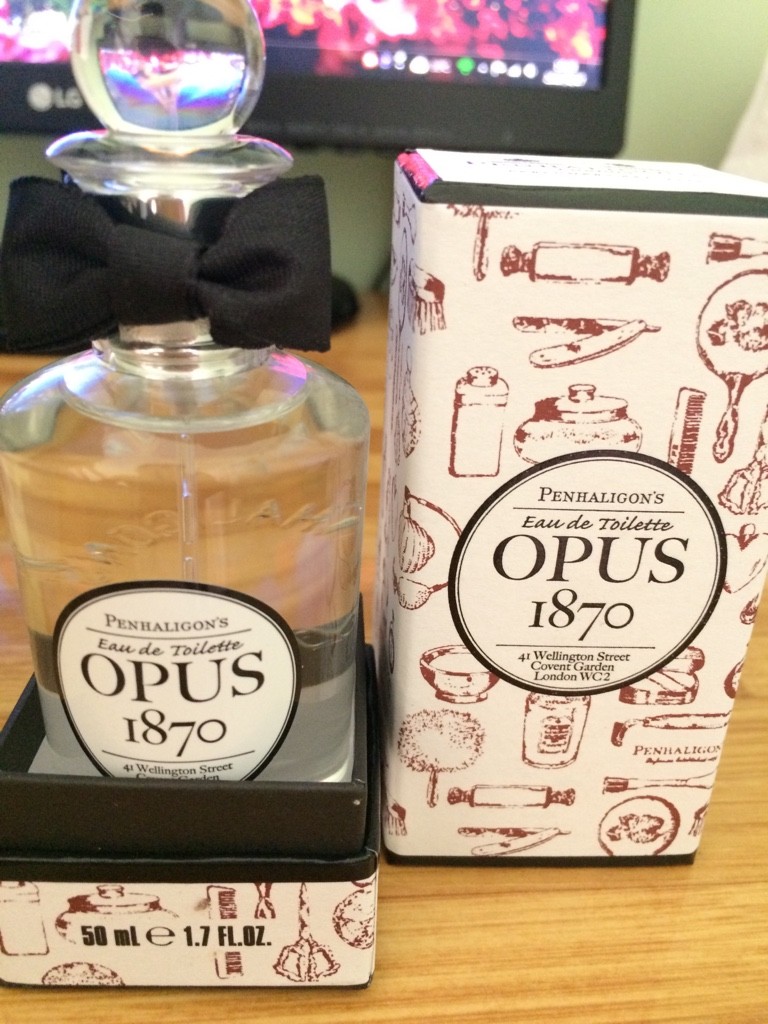 LG
PENHALIGON'S
Eau de Toilette
OPUS
1870
41 Wellington Street
Covent Garden
50 mL ℮ 1.7 FL.OZ.
PENHALIGON'S
Eau de Toilette
OPUS
1870
41 Wellington Street
Covent Garden
London WC2
PENHALIGON